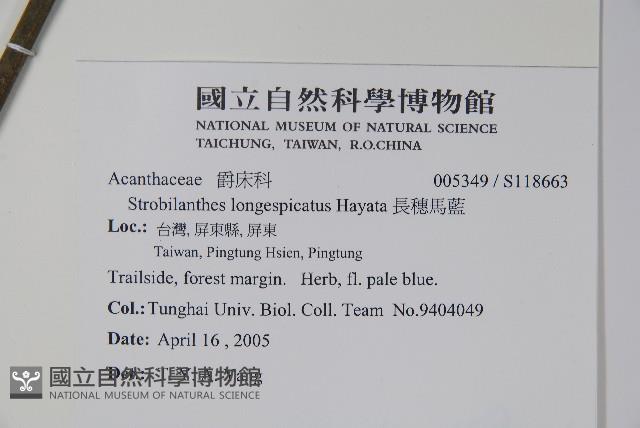 國立自然科學博物館
NATIONAL MUSEUM OF NATURAL SCIENCE
TAICHUNG, TAIWAN, R.O.CHINA
Acanthaceae 爵床科 005349 / S118663
Strobilanthes longespicatus Hayata 長穗馬藍
Loc.: 台灣, 屏東縣, 屏東
Taiwan, Pingtung Hsien, Pingtung
Trailside, forest margin. Herb, fl. pale blue.
Col.: Tunghai Univ. Biol. Coll. Team No.9404049
Date: April 16 , 2005
國立自然科學博物館
NATIONAL MUSEUM OF NATURAL SCIENCE